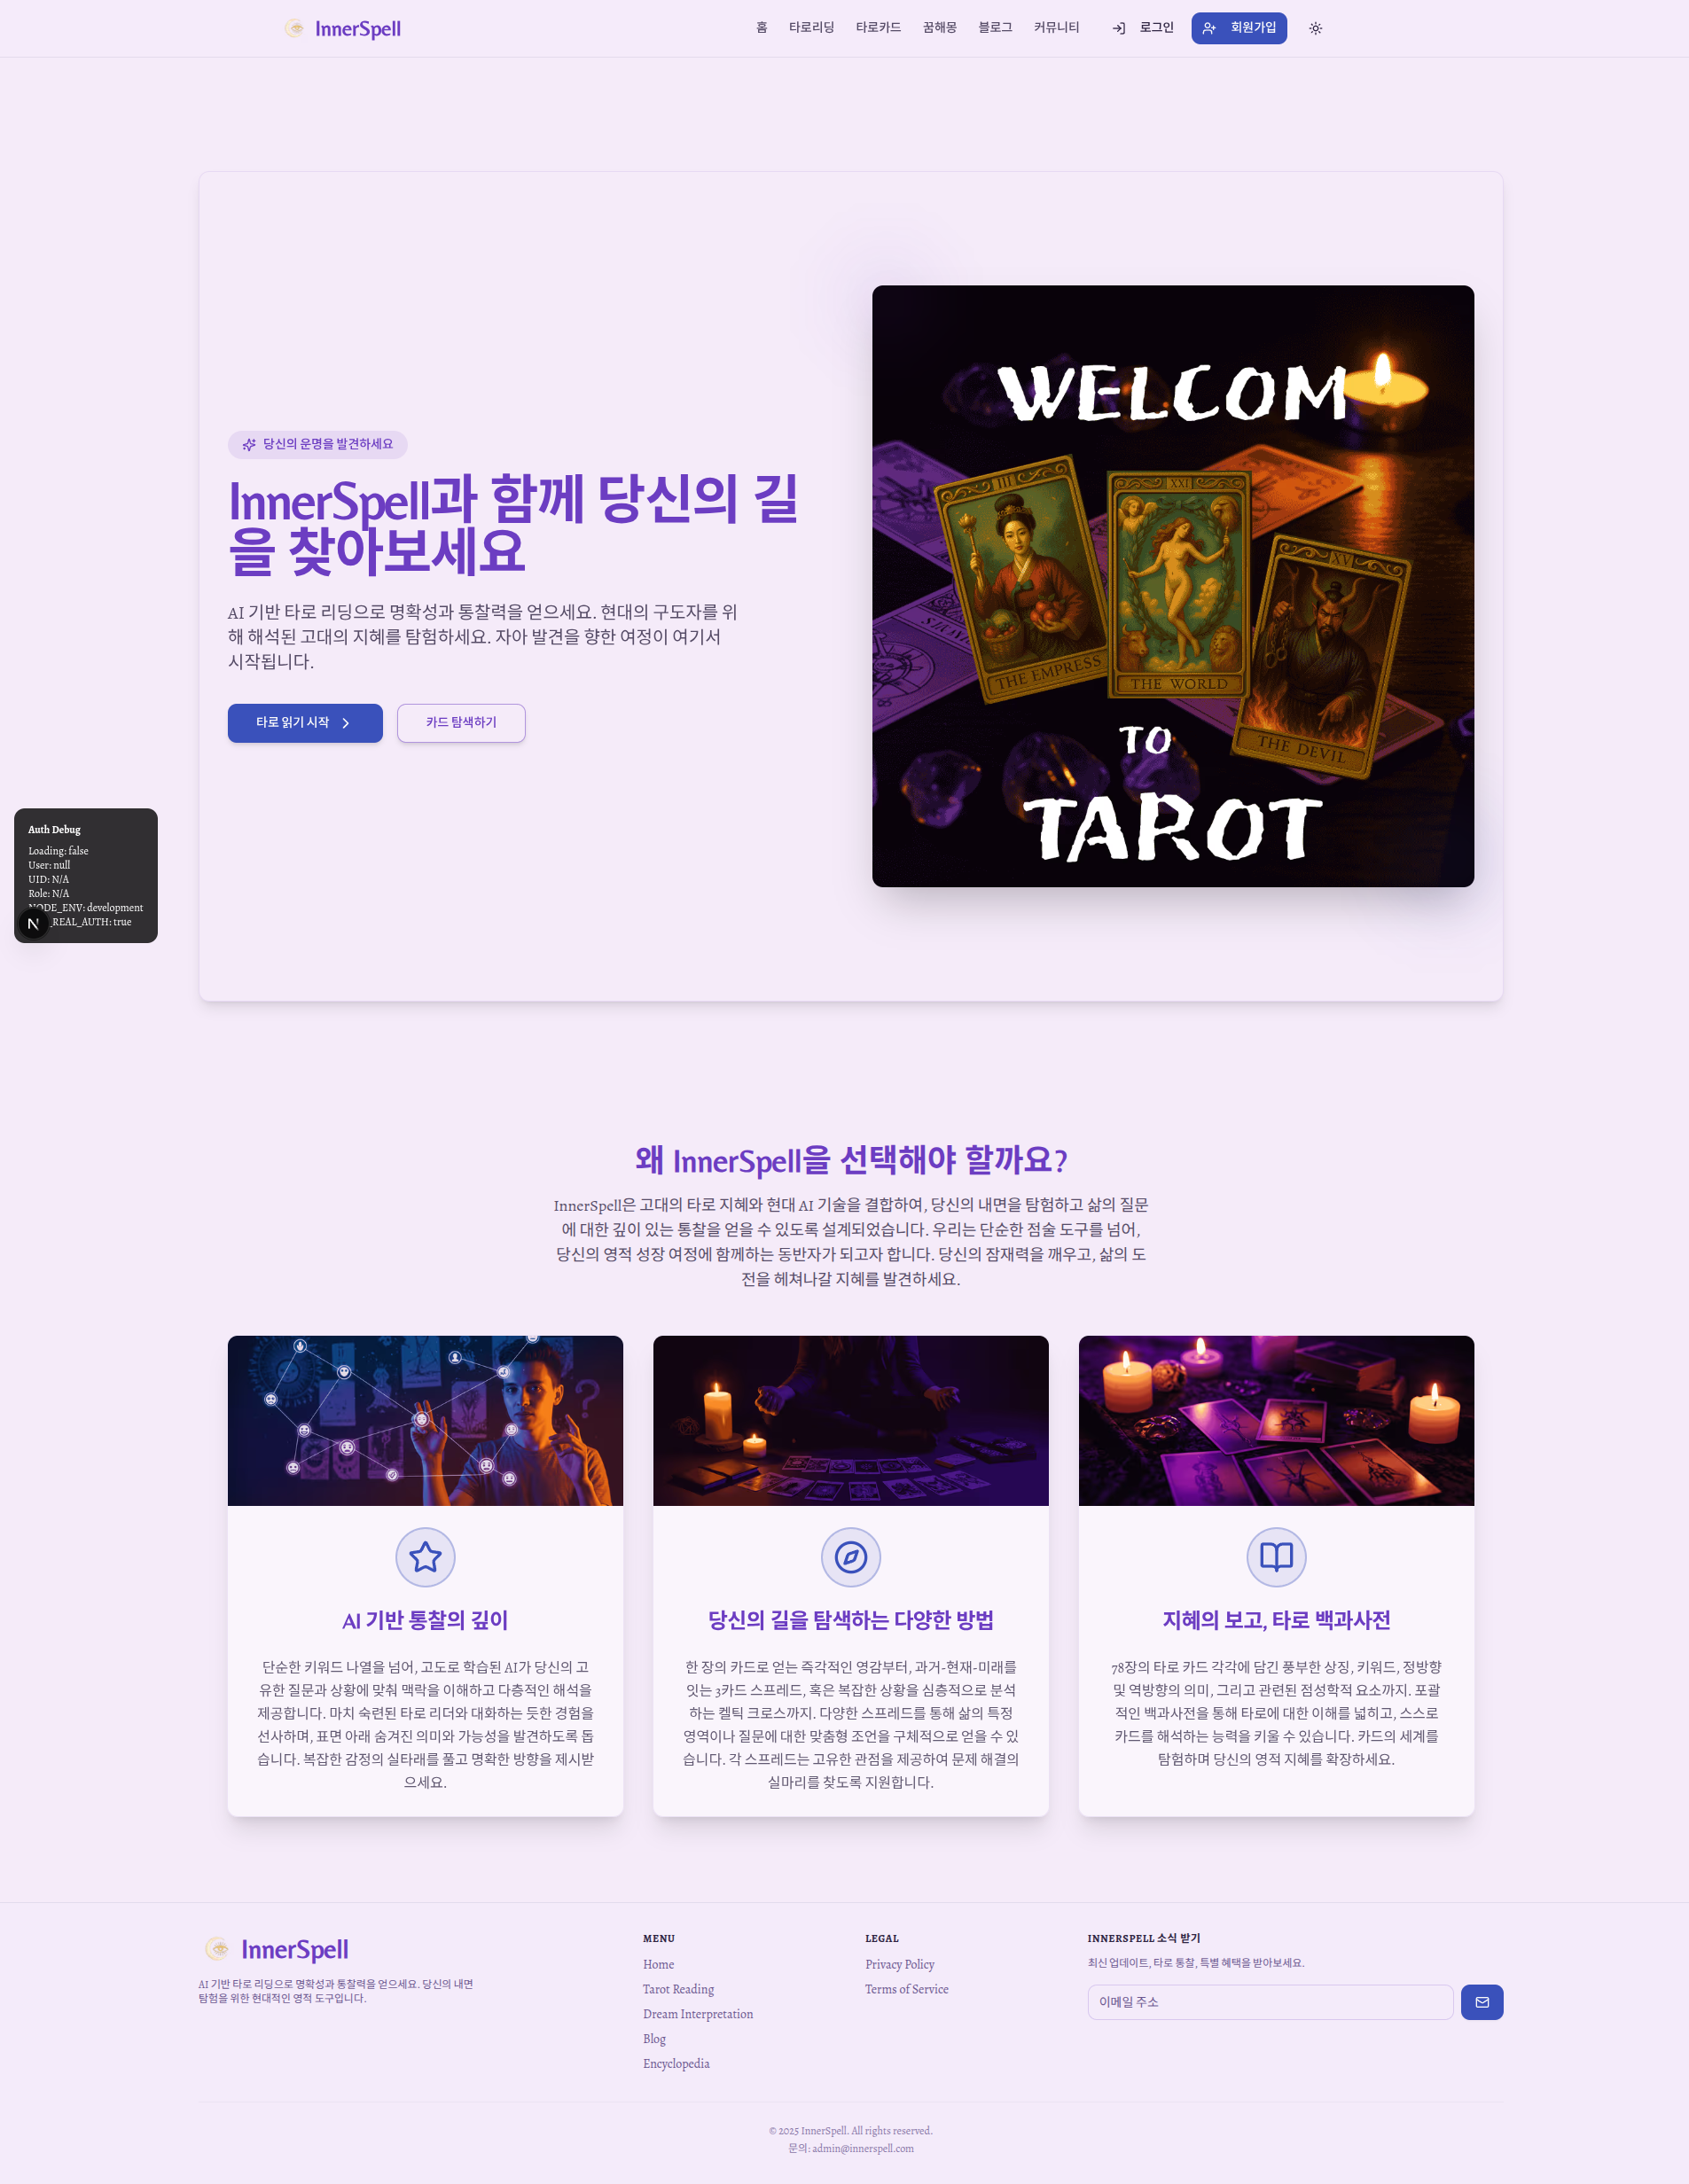 InnerSpell
홈 타로리딩 타로카드 꿈해몽 블로그 커뮤니티 로그인 회원가입
당신의 운명을 발견하세요
InnerSpell과 함께 당신의 길
을 찾아보세요
AI 기반 타로 리딩으로 명확성과 통찰력을 얻으세요. 현대의 구도자를 위
해 해석된 고대의 지혜를 탐험하세요. 자아 발견을 향한 여정이 여기서
시작됩니다.
타로 읽기 시작
카드 탐색하기
WELCOM
III
THE EMPRESS
XXI
THE WORLD
XVI
THE DEVIL
TO
TAROT
Auth Debug
Loading: false
User: null
UID: N/A
Role: N/A
NODE_ENV: development
_REAL_AUTH: true
N
왜 InnerSpell을 선택해야 할까요?
InnerSpell은 고대의 타로 지혜와 현대 AI 기술을 결합하여, 당신의 내면을 탐험하고 삶의 질문
에 대한 깊이 있는 통찰을 얻을 수 있도록 설계되었습니다. 우리는 단순한 점술 도구를 넘어,
당신의 영적 성장 여정에 함께하는 동반자가 되고자 합니다. 당신의 잠재력을 깨우고, 삶의 도
전을 헤쳐나갈 지혜를 발견하세요.
?
AI 기반 통찰의 깊이
단순한 키워드 나열을 넘어, 고도로 학습된 AI가 당신의 고
유한 질문과 상황에 맞춰 맥락을 이해하고 다층적인 해석을
제공합니다. 마치 숙련된 타로 리더와 대화하는 듯한 경험을
선사하며, 표면 아래 숨겨진 의미와 가능성을 발견하도록 돕
습니다. 복잡한 감정의 실타래를 풀고 명확한 방향을 제시받
으세요.
당신의 길을 탐색하는 다양한 방법
한 장의 카드로 얻는 즉각적인 영감부터, 과거-현재-미래를
잇는 3카드 스프레드, 혹은 복잡한 상황을 심층적으로 분석
하는 켈틱 크로스까지. 다양한 스프레드를 통해 삶의 특정
영역이나 질문에 대한 맞춤형 조언을 구체적으로 얻을 수 있
습니다. 각 스프레드는 고유한 관점을 제공하여 문제 해결의
실마리를 찾도록 지원합니다.
지혜의 보고, 타로 백과사전
78장의 타로 카드 각각에 담긴 풍부한 상징, 키워드, 정방향
및 역방향의 의미, 그리고 관련된 점성학적 요소까지. 포괄
적인 백과사전을 통해 타로에 대한 이해를 넓히고, 스스로
카드를 해석하는 능력을 키울 수 있습니다. 카드의 세계를
탐험하며 당신의 영적 지혜를 확장하세요.
InnerSpell
AI 기반 타로 리딩으로 명확성과 통찰력을 얻으세요. 당신의 내면
탐험을 위한 현대적인 영적 도구입니다.
MENU
Home
Tarot Reading
Dream Interpretation
Blog
Encyclopedia
LEGAL
Privacy Policy
Terms of Service
INNERSPELL 소식 받기
최신 업데이트, 타로 통찰, 특별 혜택을 받아보세요.
이메일 주소
© 2025 InnerSpell. All rights reserved.
문의: admin@innerspell.com